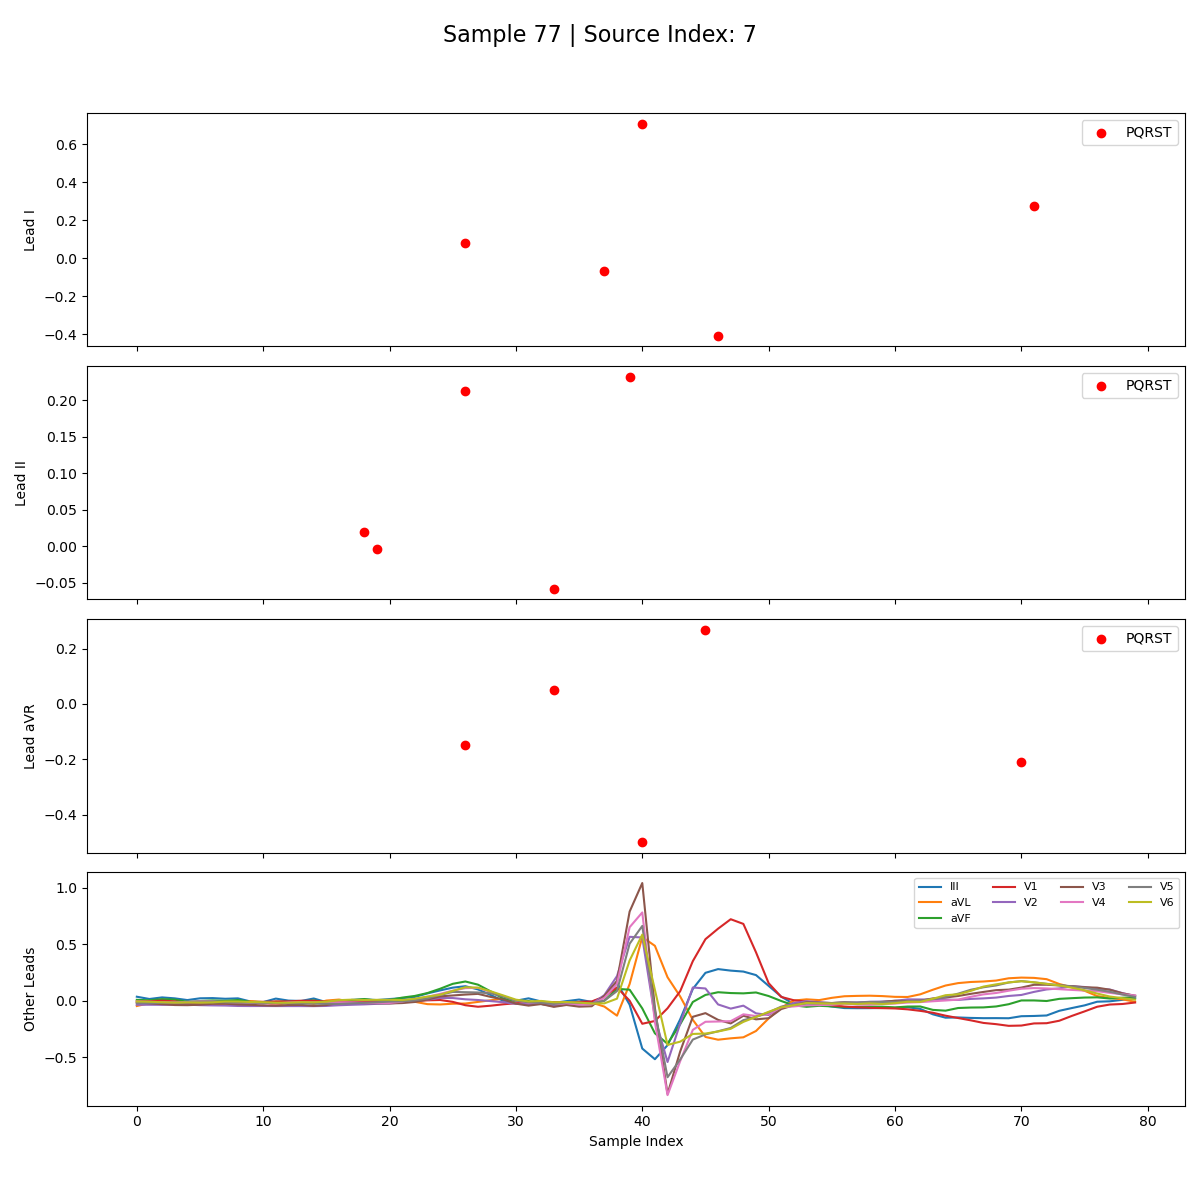 Sample 77 | Source Index: 7
PQRST
0.6
0.4
0.2
0.0
−0.2
−0.4
Lead I
PQRST
0.20
0.15
0.10
0.05
0.00
−0.05
Lead II
PQRST
0.2
0.0
−0.2
−0.4
Lead aVR
III V1 V3 V5
aVL V2 V4 V6
aVF
1.0
0.5
0.0
−0.5
Other Leads
0 10 20 30 40 50 60 70 80
Sample Index